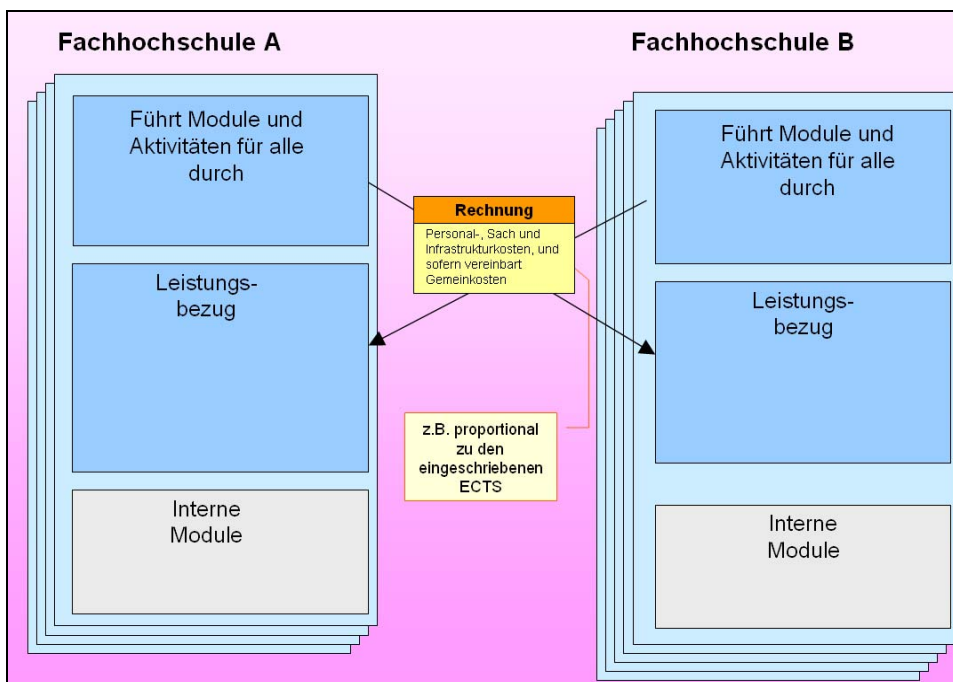 Fachhochschule A
Führt Module und
Aktivitäten für alle
durch
Leistungs-
bezug
Interne
Module
Rechnung
Personal-, Sach und
Infrastrukturkosten, und
sofern vereinbart
Gemeinkosten
z.B. proportional
zu den
eingeschriebenen
ECTS
Fachhochschule B
Führt Module und
Aktivitäten für alle
durch
Leistungs-
bezug
Interne
Module